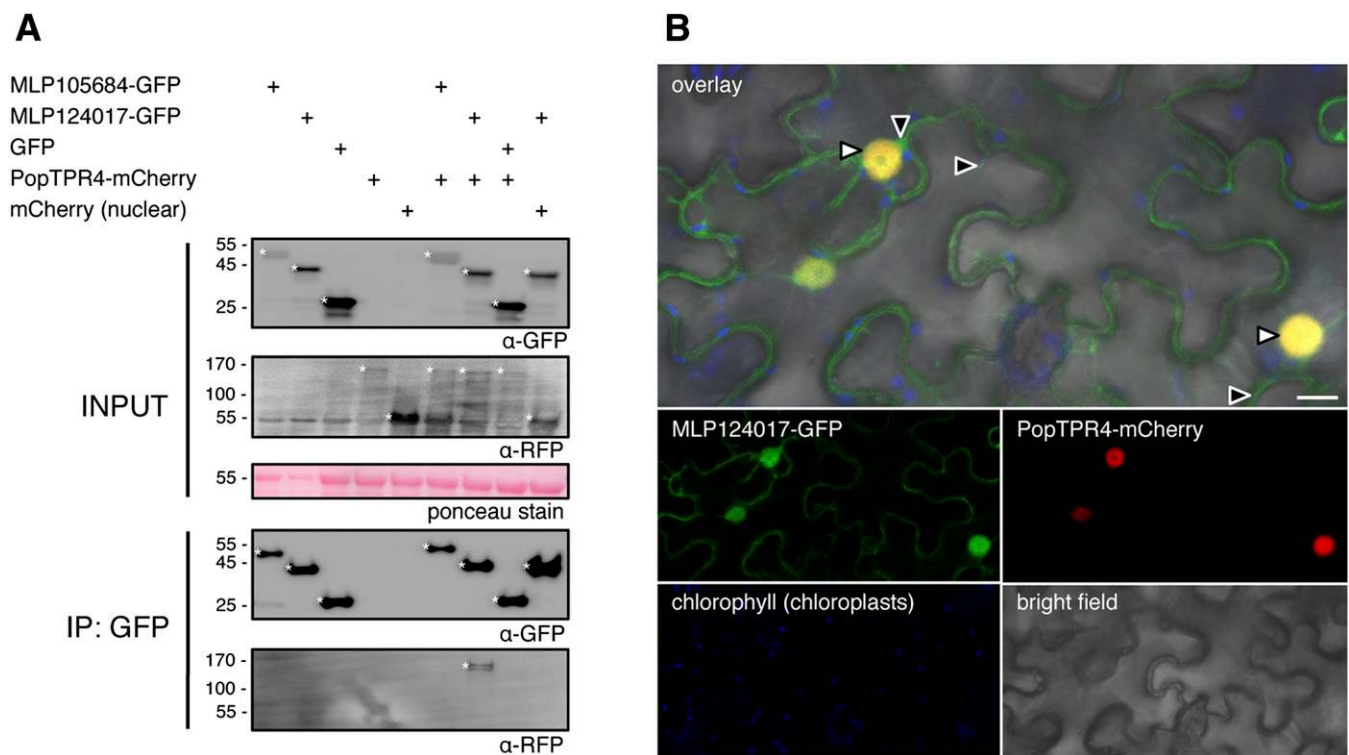 A
MLP105684-GFP + +
MLP124017-GFP + + +
GFP + +
PopTPR4-mCherry + + + +
mCherry (nuclear) + +
INPUT
55 -
45 -
25 -
α-GFP
170 -
100 -
55 -
α-RFP
55 -
ponceau stain
IP: GFP
55 -
45 -
25 -
α-GFP
170 -
100 -
55 -
α-RFP
B
overlay
MLP124017-GFP
PopTPR4-mCherry
chlorophyll (chloroplasts)
bright field